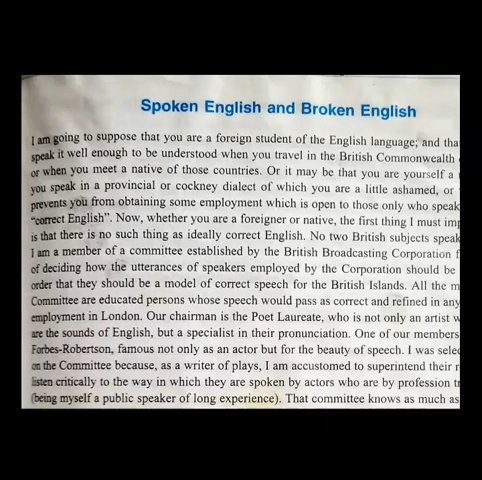 Spoken English and Broken English
I am going to suppose that you are a foreign student of the English language; and tha
speak it well enough to be understood when you travel in the British Commonwealth
or when you meet a native of those countries. Or it may be that you are yourself a
you speak in a provincial or cockney dialect of which you are a little ashamed, or
prevents you from obtaining some employment which is open to those only who speak
“correct English”. Now, whether you are a foreigner or native, the first thing I must imp
is that there is no such thing as ideally correct English. No two British subjects speak
I am a member of a committee established by the British Broadcasting Corporation f
of deciding how the utterances of speakers employed by the Corporation should be
order that they should be a model of correct speech for the British Islands. All the m
Committee are educated persons whose speech would pass as correct and refined in any
employment in London. Our chairman is the Poet Laureate, who is not only an artist w
are the sounds of English, but a specialist in their pronunciation. One of our members
Forbes-Robertson, famous not only as an actor but for the beauty of speech. I was selec
on the Committee because, as a writer of plays, I am accustomed to superintend their r
listen critically to the way in which they are spoken by actors who are by profession tr
(being myself a public speaker of long experience). That committee knows as much as